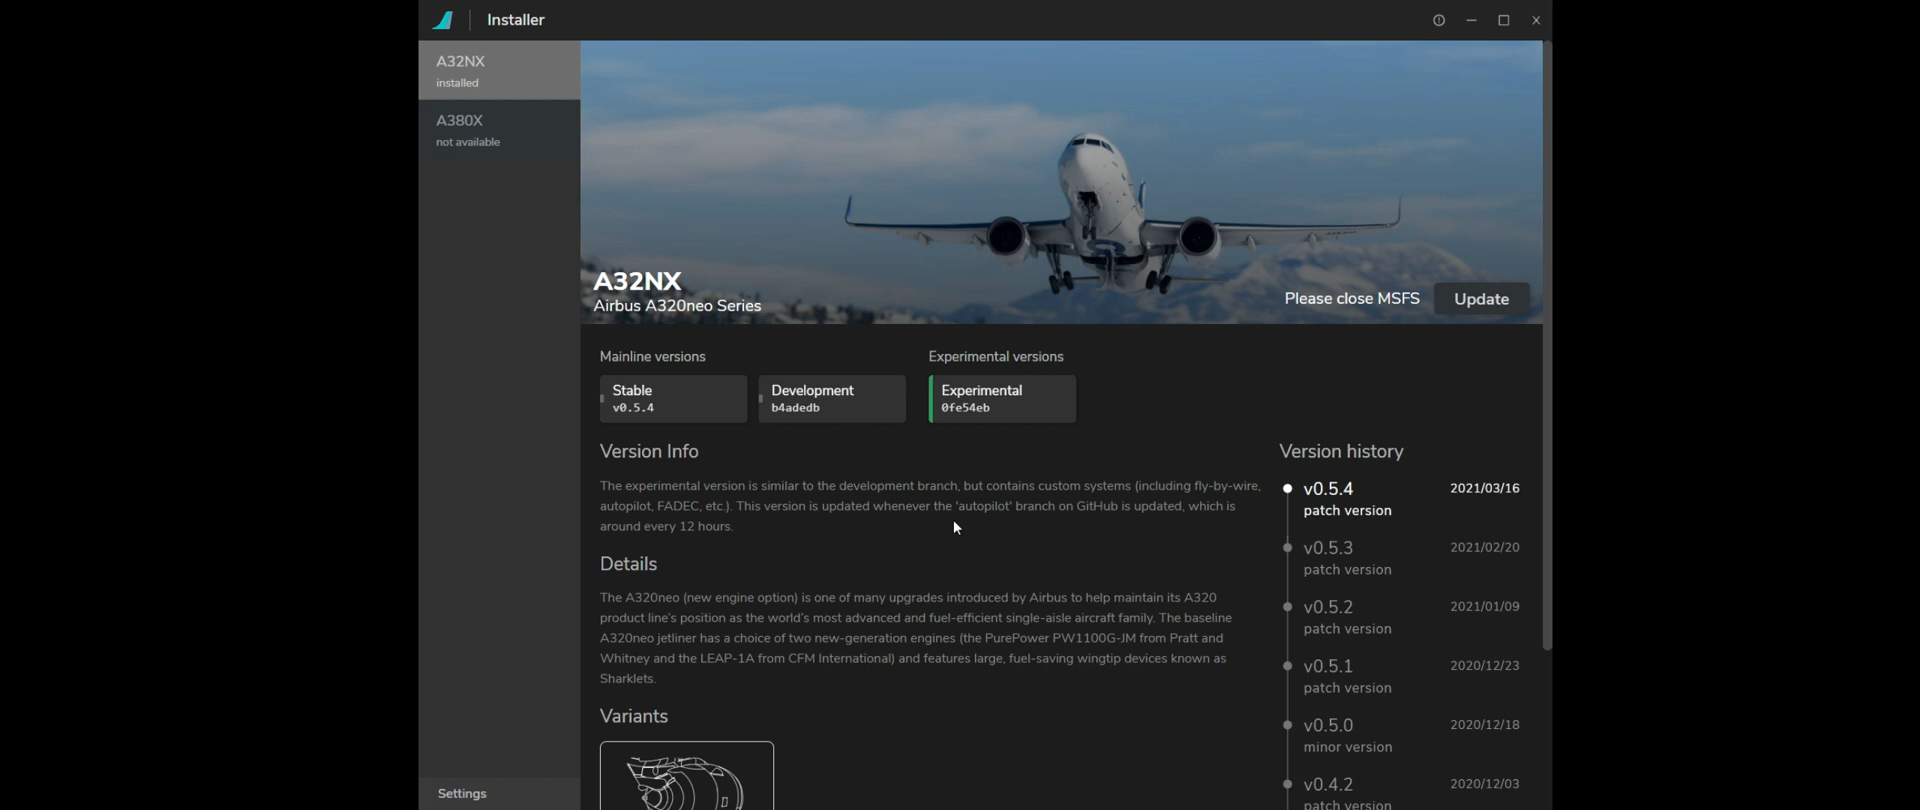 Installer
A32NX
installed
A380X
not available
A32NX
Airbus A320neo Series
Please close MSFS
Update
Mainline versions
Experimental versions
Stable
v0.5.4
Development
b4adedb
Experimental
0fe54eb
Version Info
The experimental version is similar to the development branch, but contains custom systems (including fly-by-wire,
autopilot, FADEC, etc.). This version is updated whenever the 'autopilot' branch on GitHub is updated, which is
around every 12 hours.
Details
The A320neo (new engine option) is one of many upgrades introduced by Airbus to help maintain its A320
product line's position as the world's most advanced and fuel-efficient single-aisle aircraft family. The baseline
A320neo jetliner has a choice of two new-generation engines (the PurePower PW1100G-JM from Pratt and
Whitney and the LEAP-1A from CFM International) and features large, fuel-saving wingtip devices known as
Sharklets.
Variants
Version history
v0.5.4 2021/03/16
patch version
v0.5.3 2021/02/20
patch version
v0.5.2 2021/01/09
patch version
v0.5.1 2020/12/23
patch version
v0.5.0 2020/12/18
minor version
v0.4.2 2020/12/03
patch version
Settings